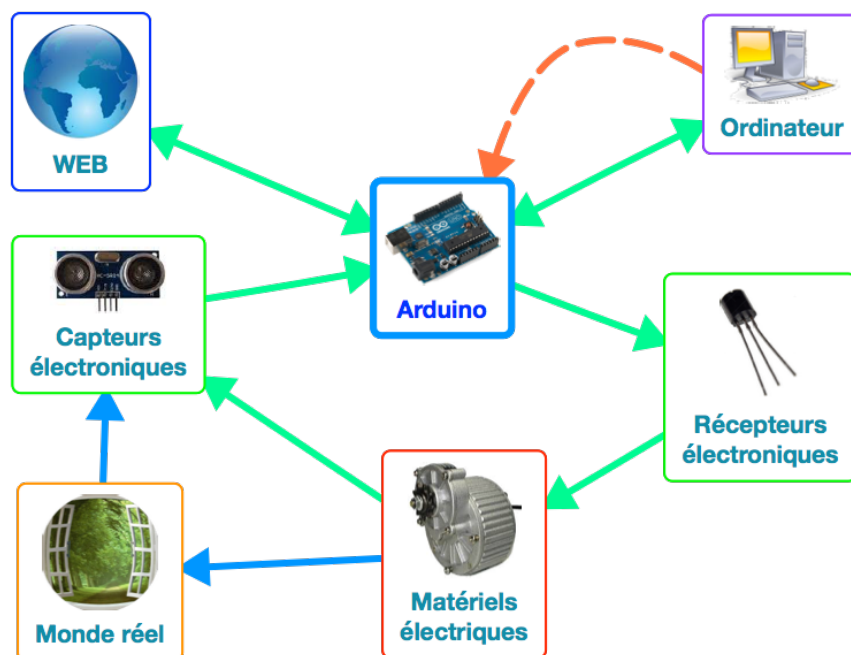 WEB
Ordinateur
Arduino
Capteurs
électroniques
Récepteurs
électroniques
Monde réel
Matériels
électriques